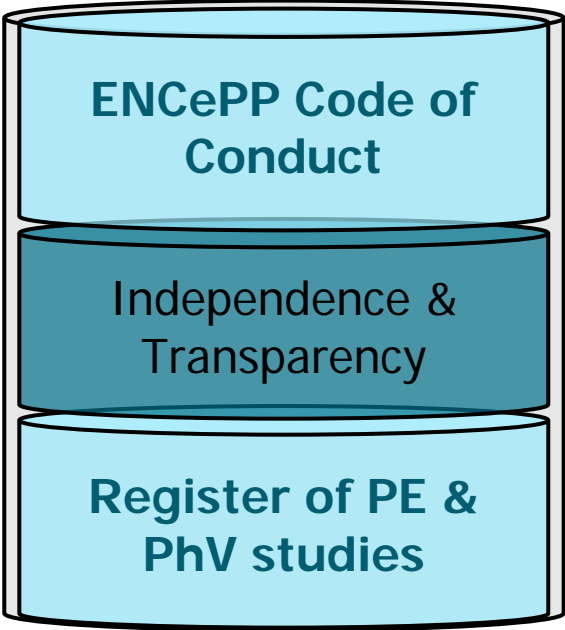 ENCePP Code of
Conduct
Independence &
Transparency
Register of PE &
PhV studies